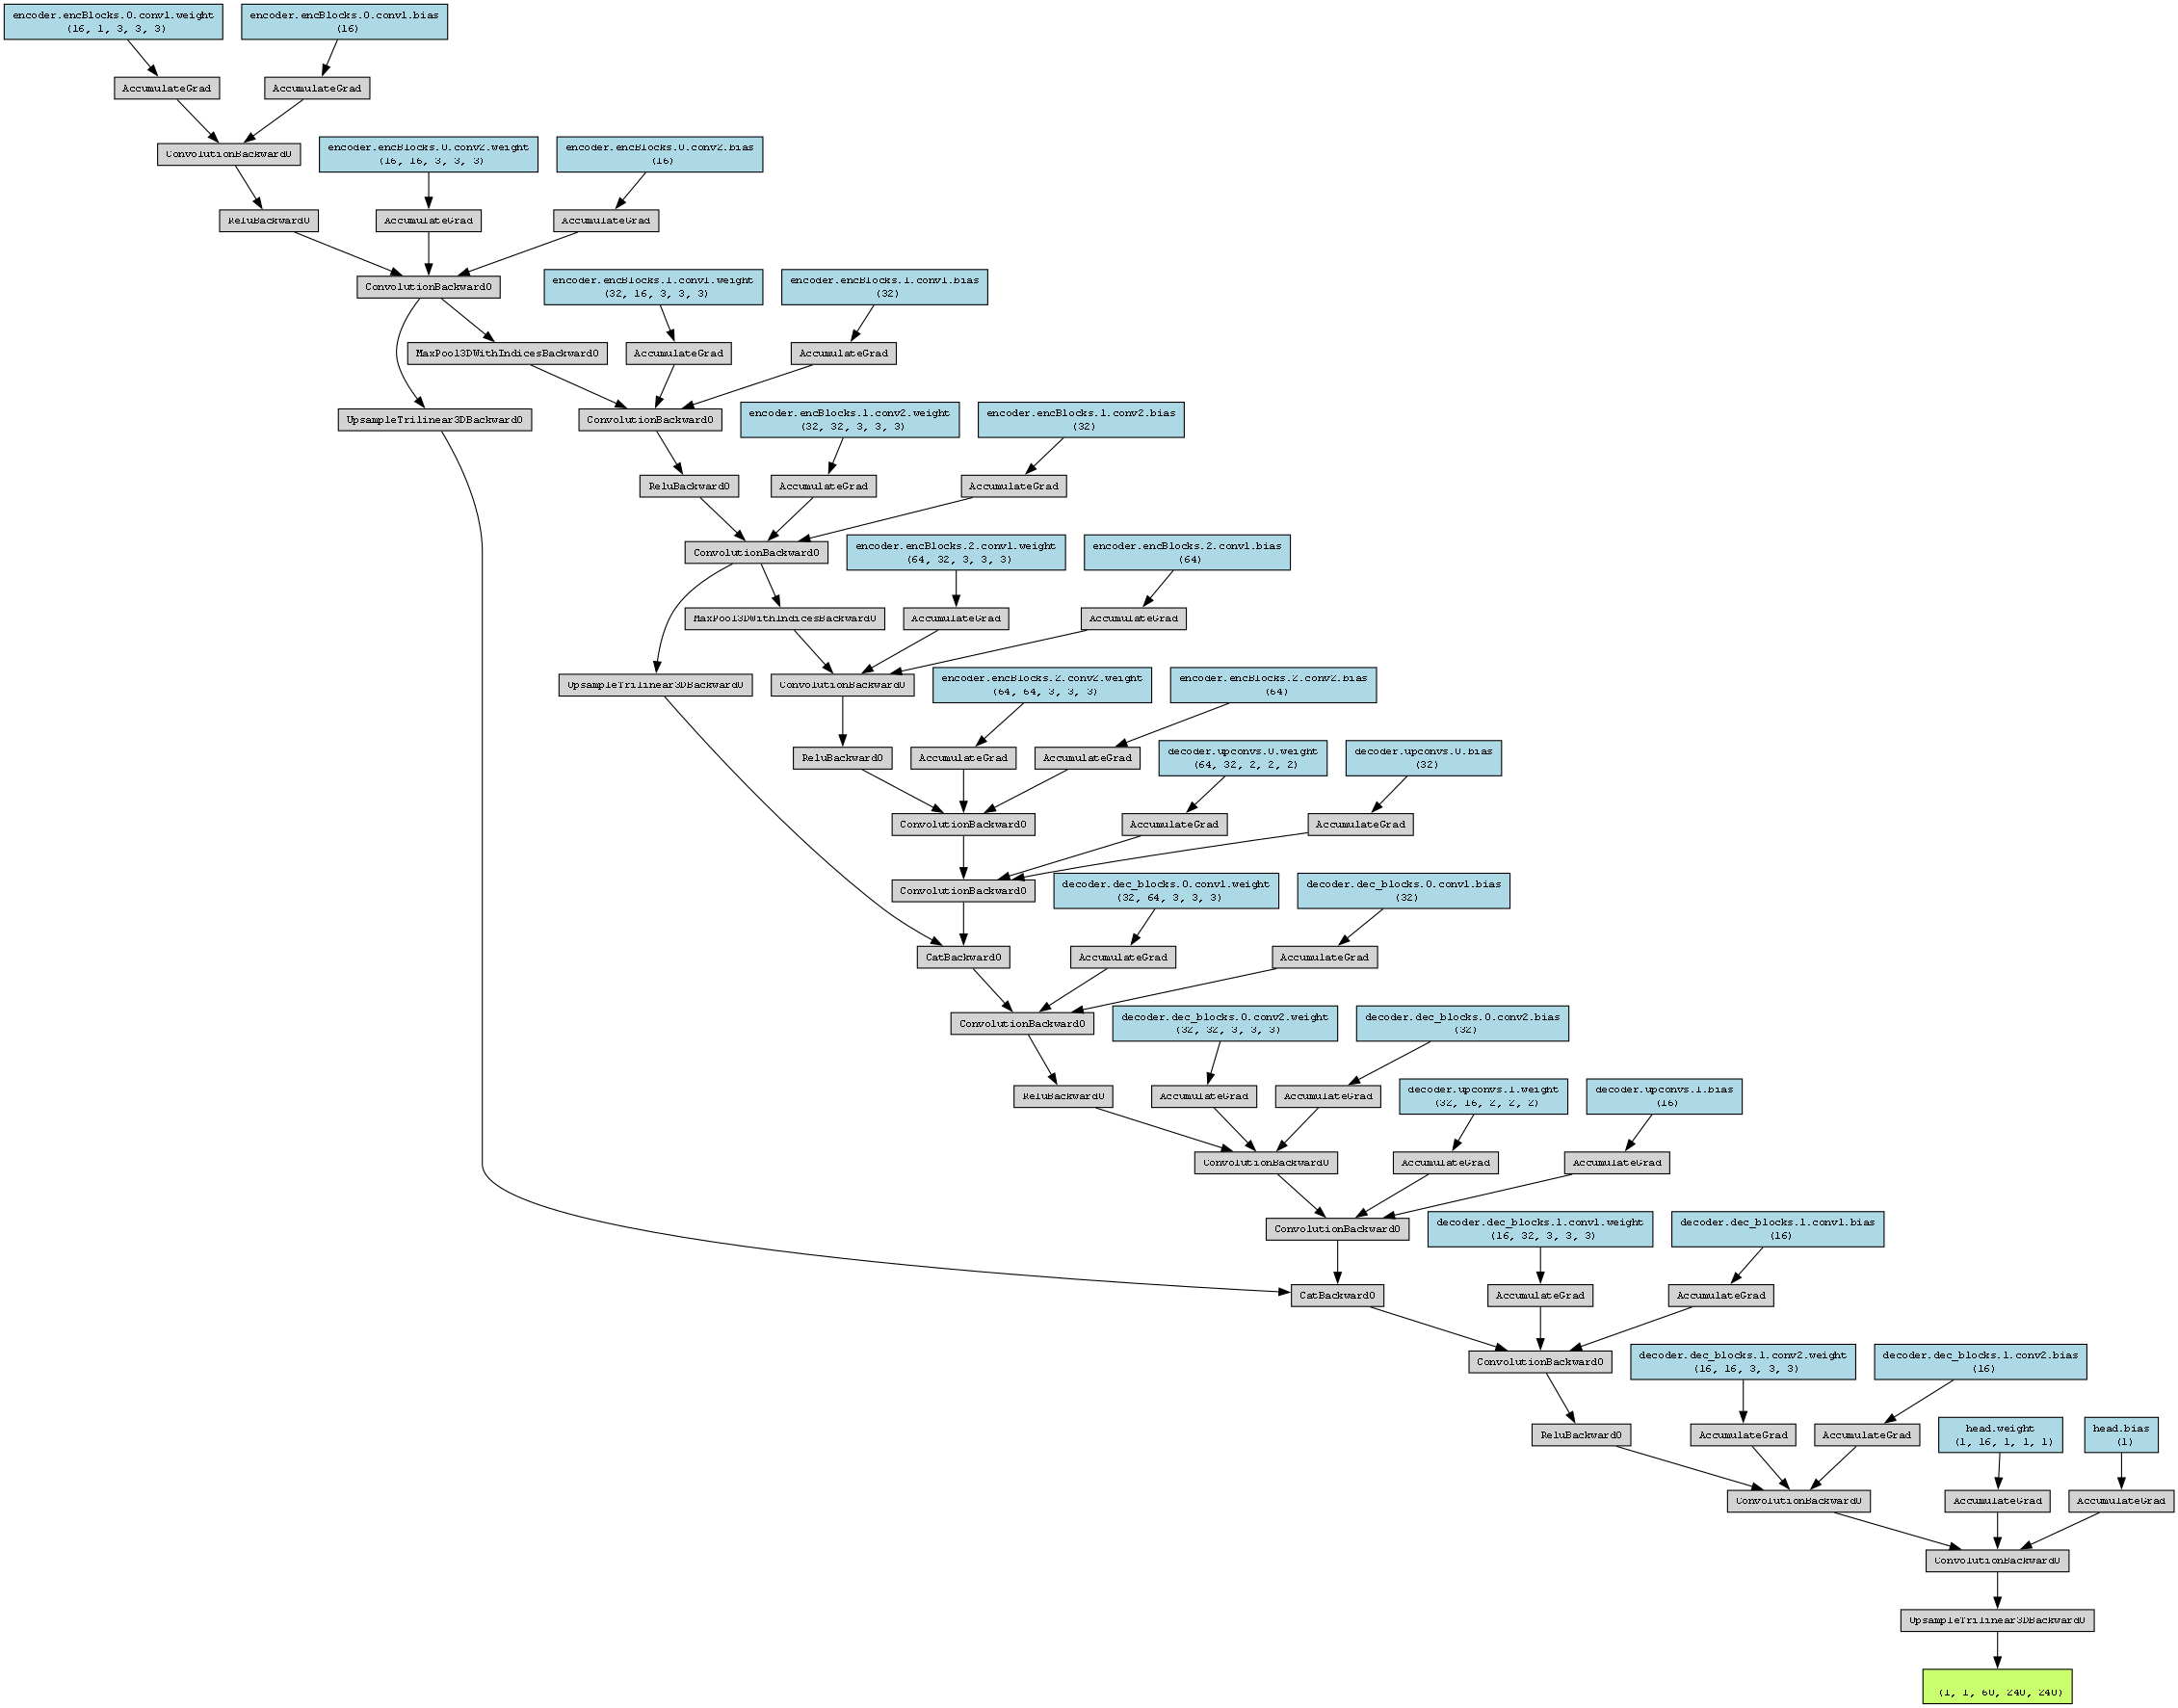 encoder.encBlocks.0.conv1.weight
(16, 1, 3, 3, 3)
encoder.encBlocks.0.conv1.bias
(16)
AccumulateGrad
AccumulateGrad
ConvolutionBackward0
encoder.encBlocks.0.conv2.weight
(16, 16, 3, 3, 3)
encoder.encBlocks.0.conv2.bias
(16)
ReluBackward0
AccumulateGrad
AccumulateGrad
ConvolutionBackward0
encoder.encBlocks.1.conv1.weight
(32, 16, 3, 3, 3)
encoder.encBlocks.1.conv1.bias
(32)
MaxPool3DWithIndicesBackward0
AccumulateGrad
AccumulateGrad
UpsampleTrilinear3DBackward0
ConvolutionBackward0
encoder.encBlocks.1.conv2.weight
(32, 32, 3, 3, 3)
encoder.encBlocks.1.conv2.bias
(32)
ReluBackward0
AccumulateGrad
AccumulateGrad
ConvolutionBackward0
encoder.encBlocks.2.conv1.weight
(64, 32, 3, 3, 3)
encoder.encBlocks.2.conv1.bias
(64)
MaxPool3DWithIndicesBackward0
AccumulateGrad
AccumulateGrad
UpsampleTrilinear3DBackward0
ConvolutionBackward0
encoder.encBlocks.2.conv2.weight
(64, 64, 3, 3, 3)
encoder.encBlocks.2.conv2.bias
(64)
ReluBackward0
AccumulateGrad
AccumulateGrad
decoder.upconvs.0.weight
(64, 32, 2, 2, 2)
decoder.upconvs.0.bias
(32)
ConvolutionBackward0
AccumulateGrad
AccumulateGrad
ConvolutionBackward0
decoder.dec_blocks.0.conv1.weight
(32, 64, 3, 3, 3)
decoder.dec_blocks.0.conv1.bias
(32)
CatBackward0
AccumulateGrad
AccumulateGrad
ConvolutionBackward0
decoder.dec_blocks.0.conv2.weight
(32, 32, 3, 3, 3)
decoder.dec_blocks.0.conv2.bias
(32)
ReluBackward0
AccumulateGrad
AccumulateGrad
decoder.upconvs.1.weight
(32, 16, 2, 2, 2)
decoder.upconvs.1.bias
(16)
ConvolutionBackward0
AccumulateGrad
AccumulateGrad
ConvolutionBackward0
decoder.dec_blocks.1.conv1.weight
(16, 32, 3, 3, 3)
decoder.dec_blocks.1.conv1.bias
(16)
CatBackward0
AccumulateGrad
AccumulateGrad
ConvolutionBackward0
decoder.dec_blocks.1.conv2.weight
(16, 16, 3, 3, 3)
decoder.dec_blocks.1.conv2.bias
(16)
ReluBackward0
AccumulateGrad
AccumulateGrad
head.weight
(1, 16, 1, 1, 1)
head.bias
(1)
ConvolutionBackward0
AccumulateGrad
AccumulateGrad
ConvolutionBackward0
UpsampleTrilinear3DBackward0
(1, 1, 60, 240, 240)